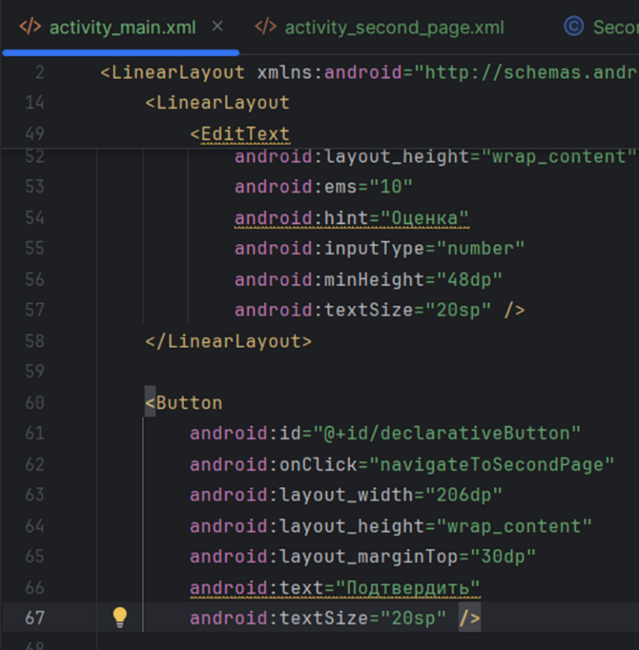 </> activity_main.xml × </> activity_second_page.xml © Secon
2 <LinearLayout xmlns:android="http://schemas.andr
14 <LinearLayout
49 <EditText
52 android:layout_height="wrap_content"
53 android:ems="10"
54 android:hint="Оценка"
55 android:inputType="number"
56 android:minHeight="48dp"
57 android:textSize="20sp" />
58 </LinearLayout>
59
60 <Button
61 android:id="@+id/declarativeButton"
62 android:onClick="navigateToSecondPage"
63 android:layout_width="206dp"
64 android:layout_height="wrap_content"
65 android:layout_marginTop="30dp"
66 android:text="Подтвердить"
67 android:textSize="20sp" />
68